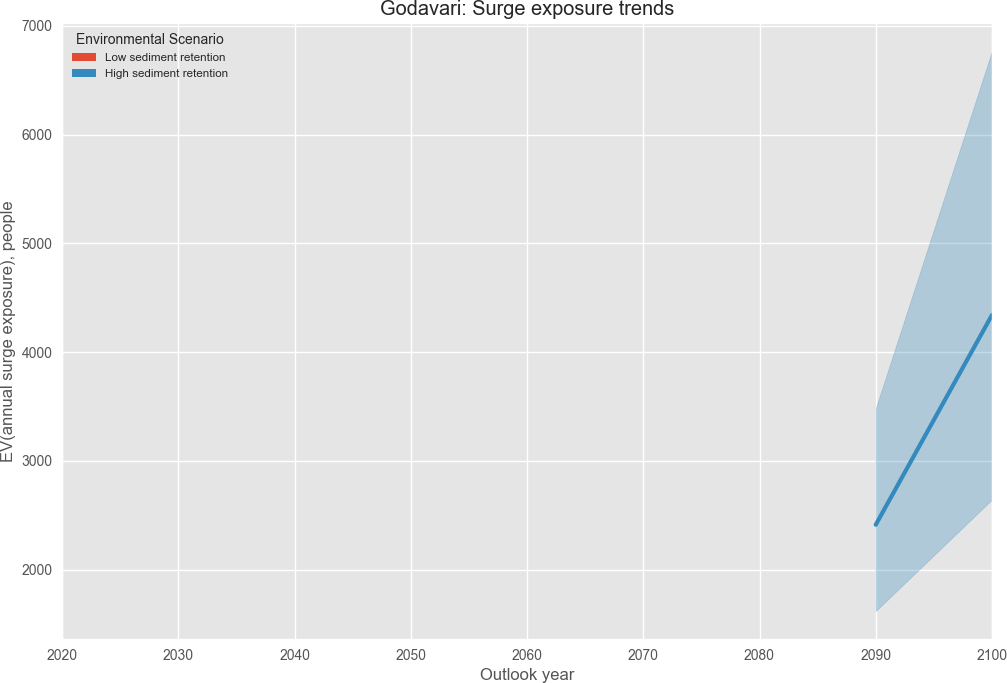 Godavari: Surge exposure trends
7000
6000
5000
4000
3000
2000
EV(annual surge exposure), people
Environmental Scenario
Low sediment retention
High sediment retention
2020 2030 2040 2050 2060 2070 2080 2090 2100
Outlook year